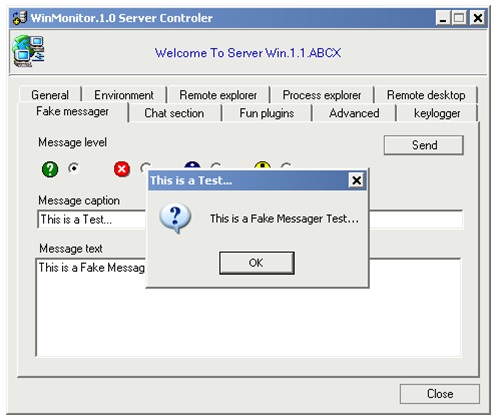 WinMonitor.1.0 Server Controler
Welcome To Server Win.1.1.ABCX
General Environment Remote explorer Process explorer Remote desktop
Fake messager Chat section Fun plugins Advanced keylogger
Message level
Send
This is a Test...
Message caption
This is a Test...
This is a Fake Messager Test...
Message text
This is a Fake Messag
OK
Close